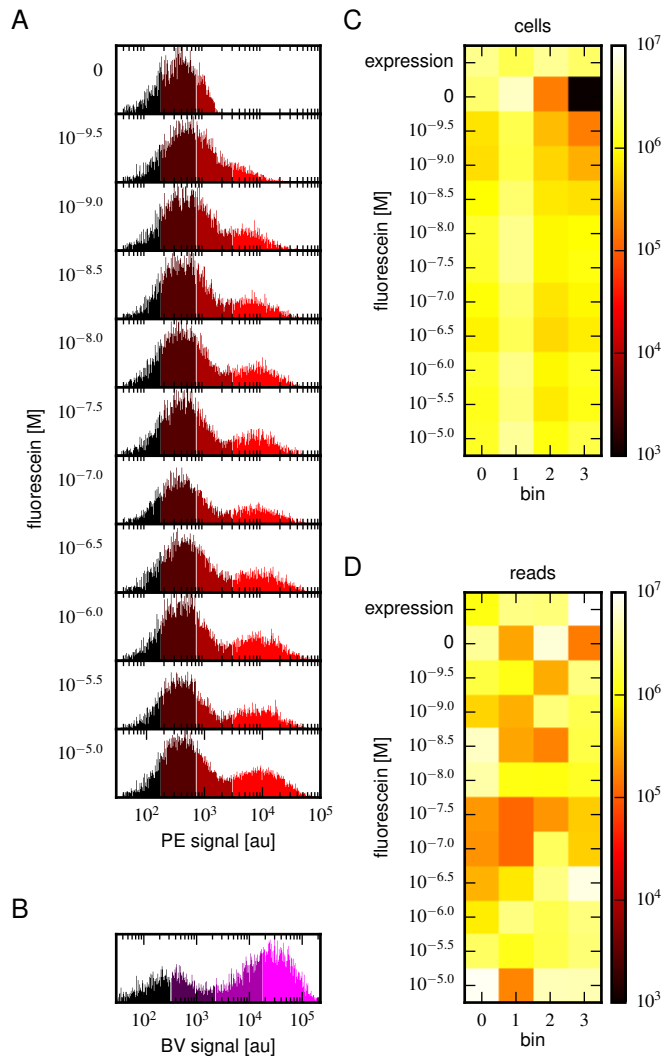 A
0
10^-9.5
10^-9.0
10^-8.5
10^-8.0
10^-7.5
10^-7.0
10^-6.5
10^-6.0
10^-5.5
10^-5.0
fluorescein [M]
10^2 10^3 10^4 10^5
PE signal [au]
B
10^2 10^3 10^4 10^5
BV signal [au]
C
cells
expression
0
10^-9.5
10^-9.0
10^-8.5
10^-8.0
10^-7.5
10^-7.0
10^-6.5
10^-6.0
10^-5.5
10^-5.0
fluorescein [M]
0 1 2 3
bin
10^7
10^6
10^5
10^4
10^3
D
reads
expression
0
10^-9.5
10^-9.0
10^-8.5
10^-8.0
10^-7.5
10^-7.0
10^-6.5
10^-6.0
10^-5.5
10^-5.0
fluorescein [M]
0 1 2 3
bin
10^7
10^6
10^5
10^4
10^3